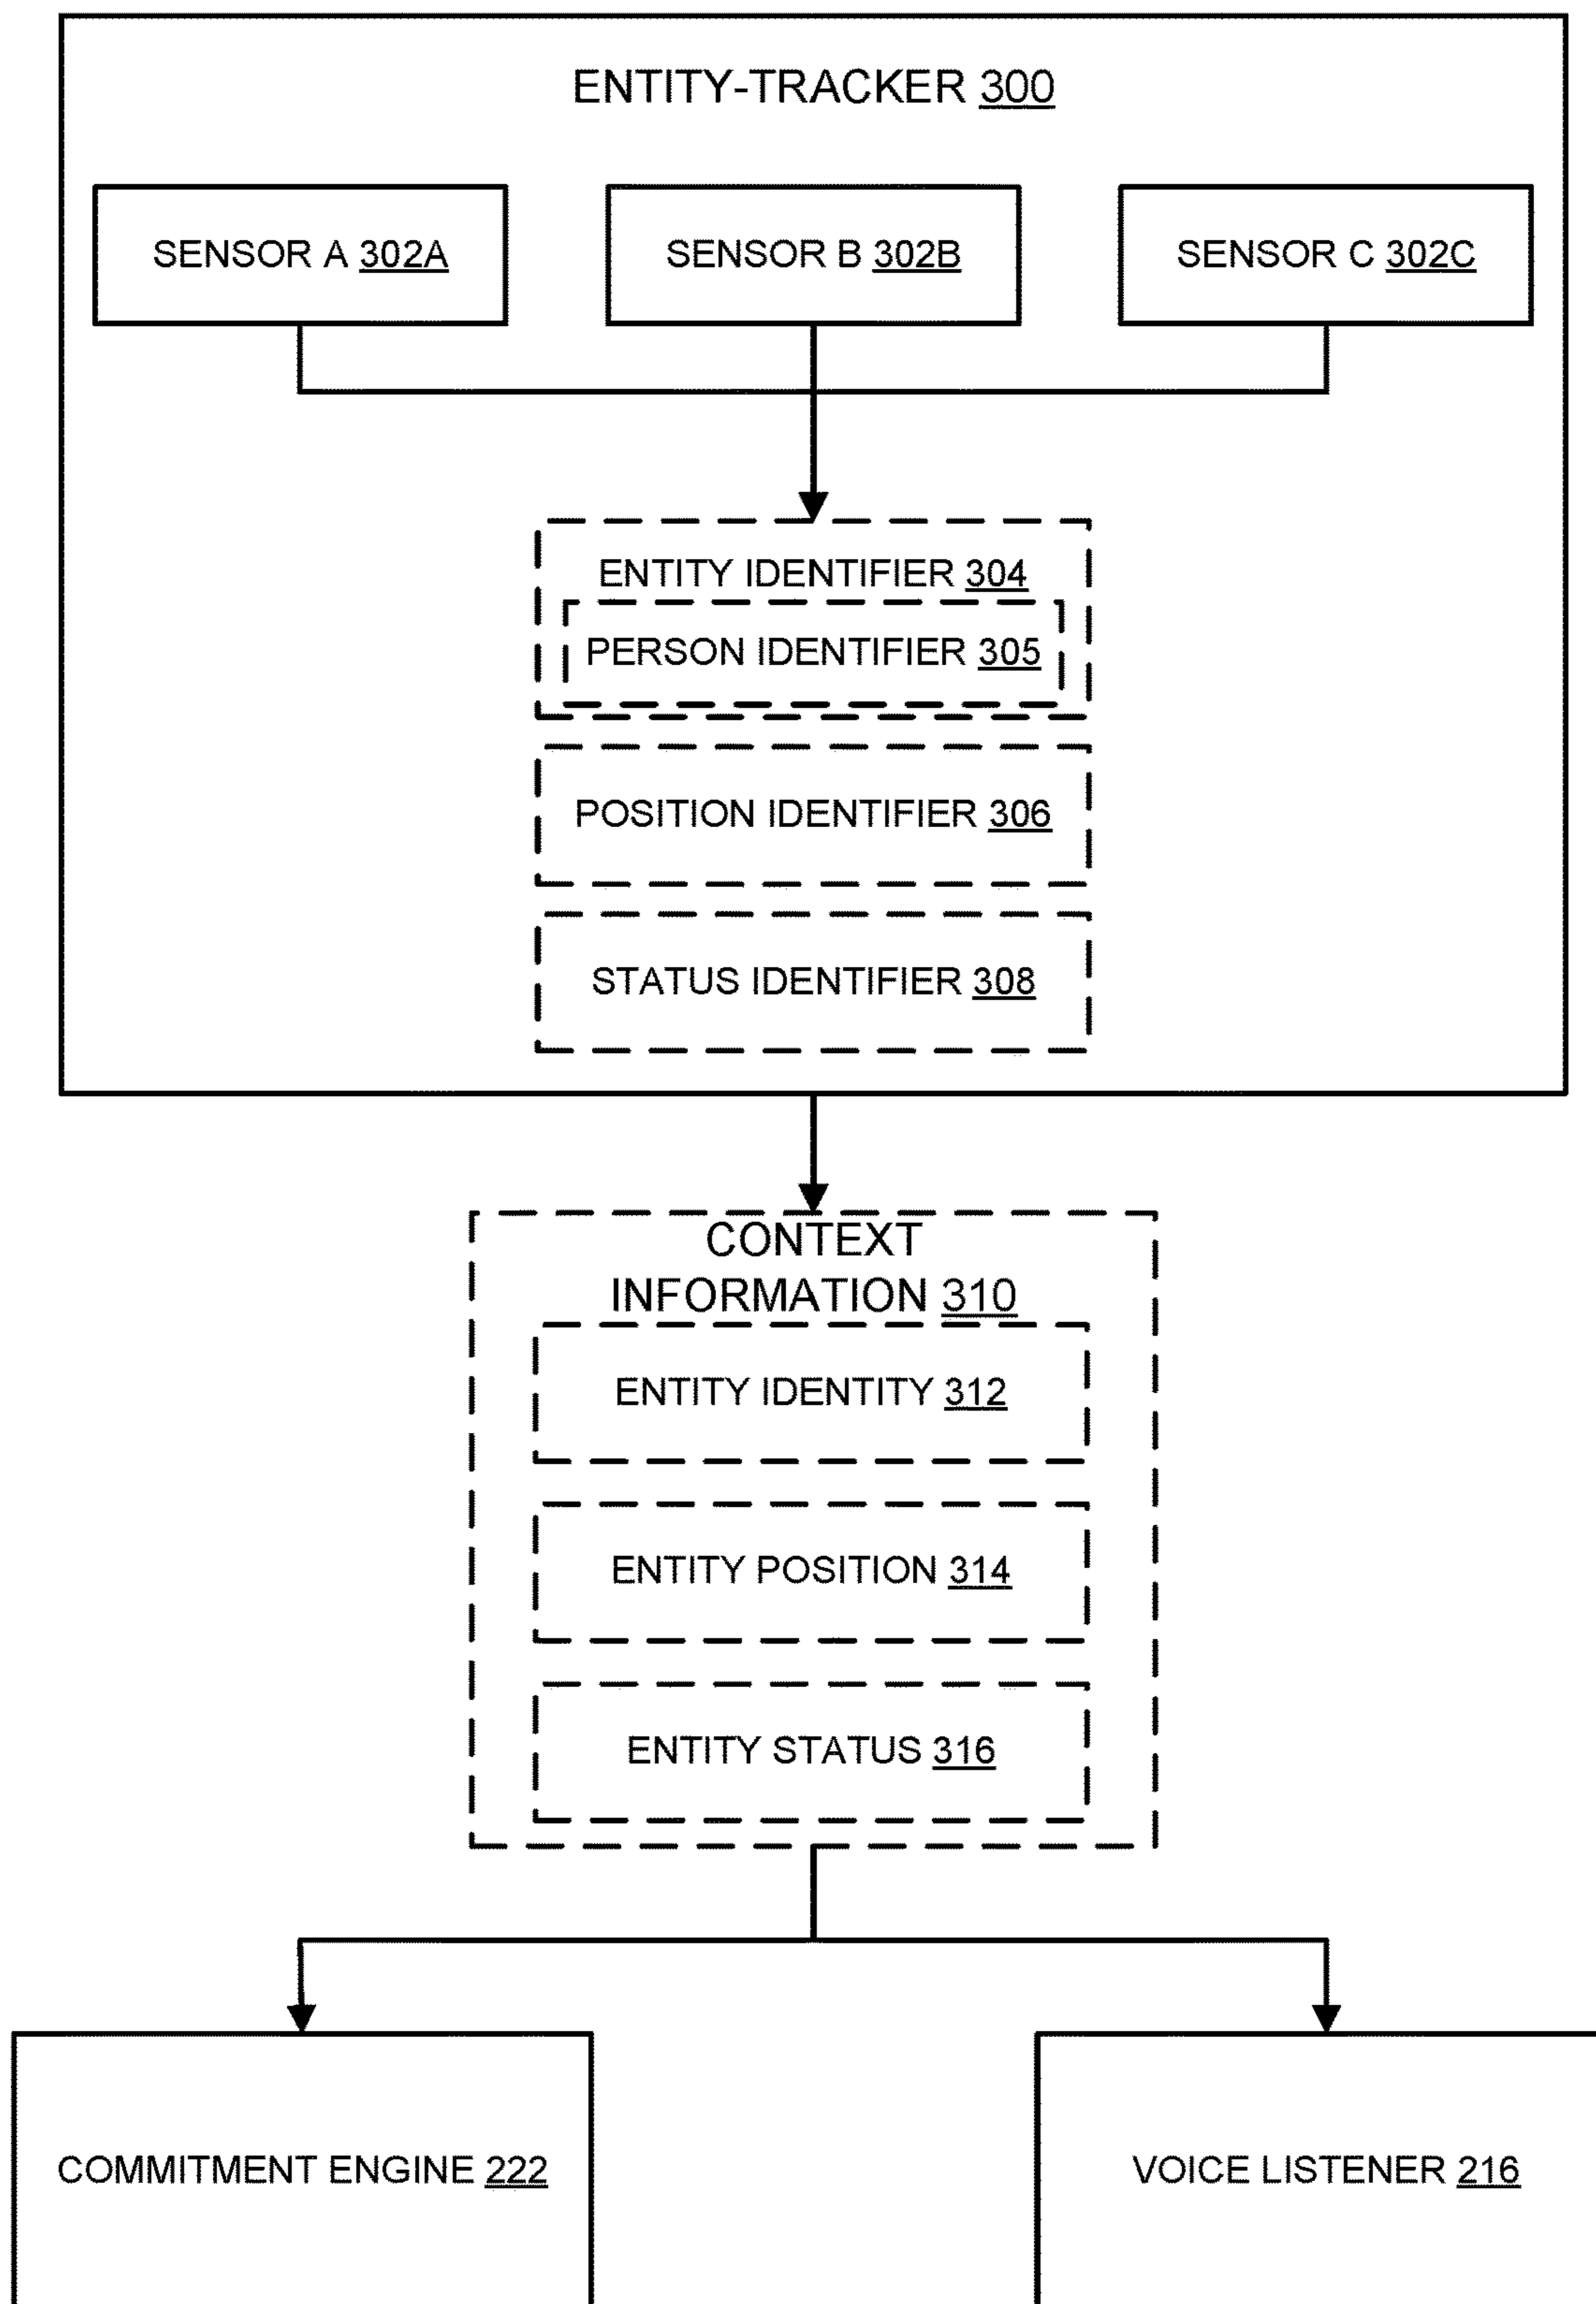 ENTITY-TRACKER 300
SENSOR A 302A
SENSOR B 302B
SENSOR C 302C
ENTITY IDENTIFIER 304
PERSON IDENTIFIER 305
POSITION IDENTIFIER 306
STATUS IDENTIFIER 308
CONTEXT
INFORMATION 310
ENTITY IDENTITY 312
ENTITY POSITION 314
ENTITY STATUS 316
COMMITMENT ENGINE 222
VOICE LISTENER 216